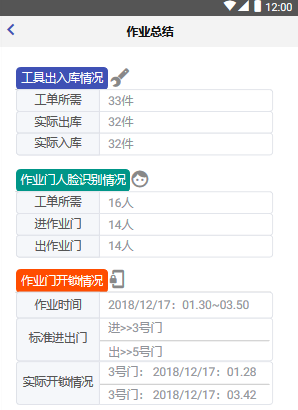 12:00
作业总结
工具出入库情况
工单所需 33件
实际出库 32件
实际入库 32件
作业门人脸识别情况
工单所需 16人
进作业门 14人
出作业门 14人
作业门开锁情况
作业时间 2018/12/17：01.30~03.50
标准进出门 进>>3号门
出>>5号门
实际开锁情况 3号门： 2018/12/17：01.28
3号门： 2018/12/17：03.42